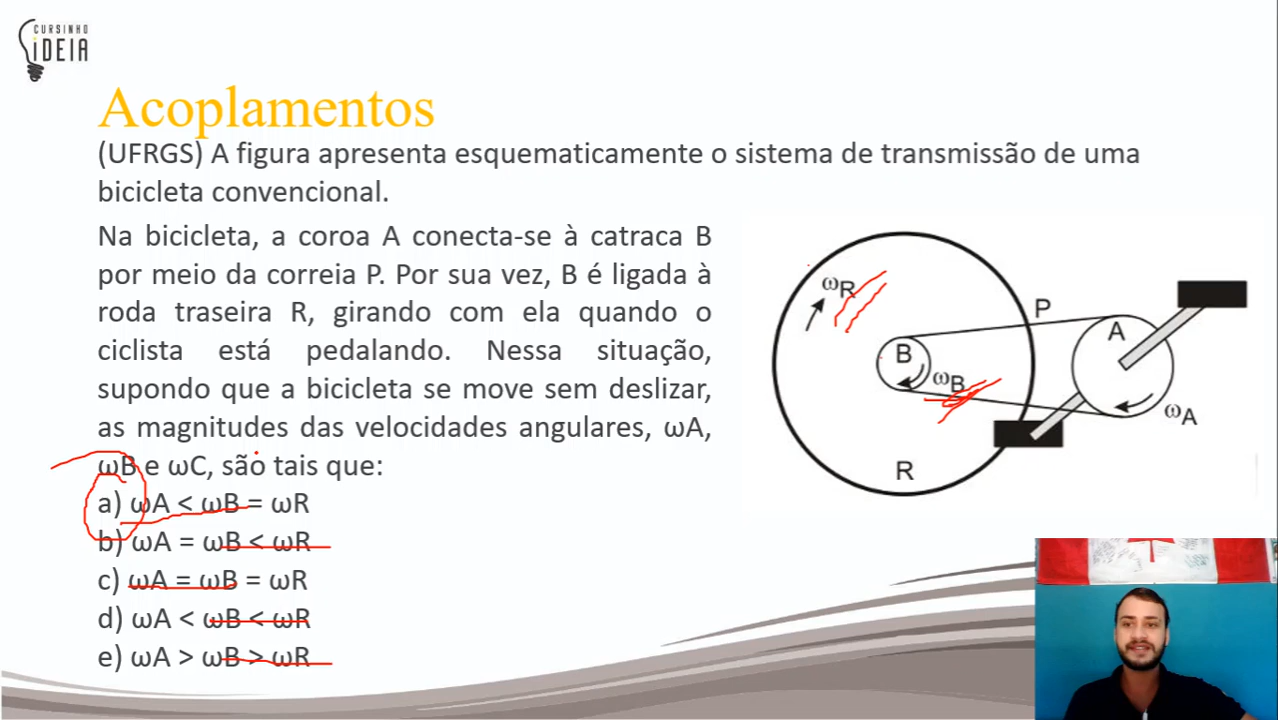 CURSINHO
iDEIA
Acoplamentos
(UFRGS) A figura apresenta esquematicamente o sistema de transmissão de uma
bicicleta convencional.
Na bicicleta, a coroa A conecta-se à catraca B
por meio da correia P. Por sua vez, B é ligada à
roda traseira R, girando com ela quando o
ciclista está pedalando. Nessa situação,
supondo que a bicicleta se move sem deslizar,
as magnitudes das velocidades angulares, ωA,
ωB e ωC, são tais que:
a) ωA < ωB = ωR
b) ωA = ωB < ωR
c) ωA = ωB = ωR
d) ωA < ωB < ωR
e) ωA > ωB > ωR
ωR
P
A
B
ωB
ωA
R